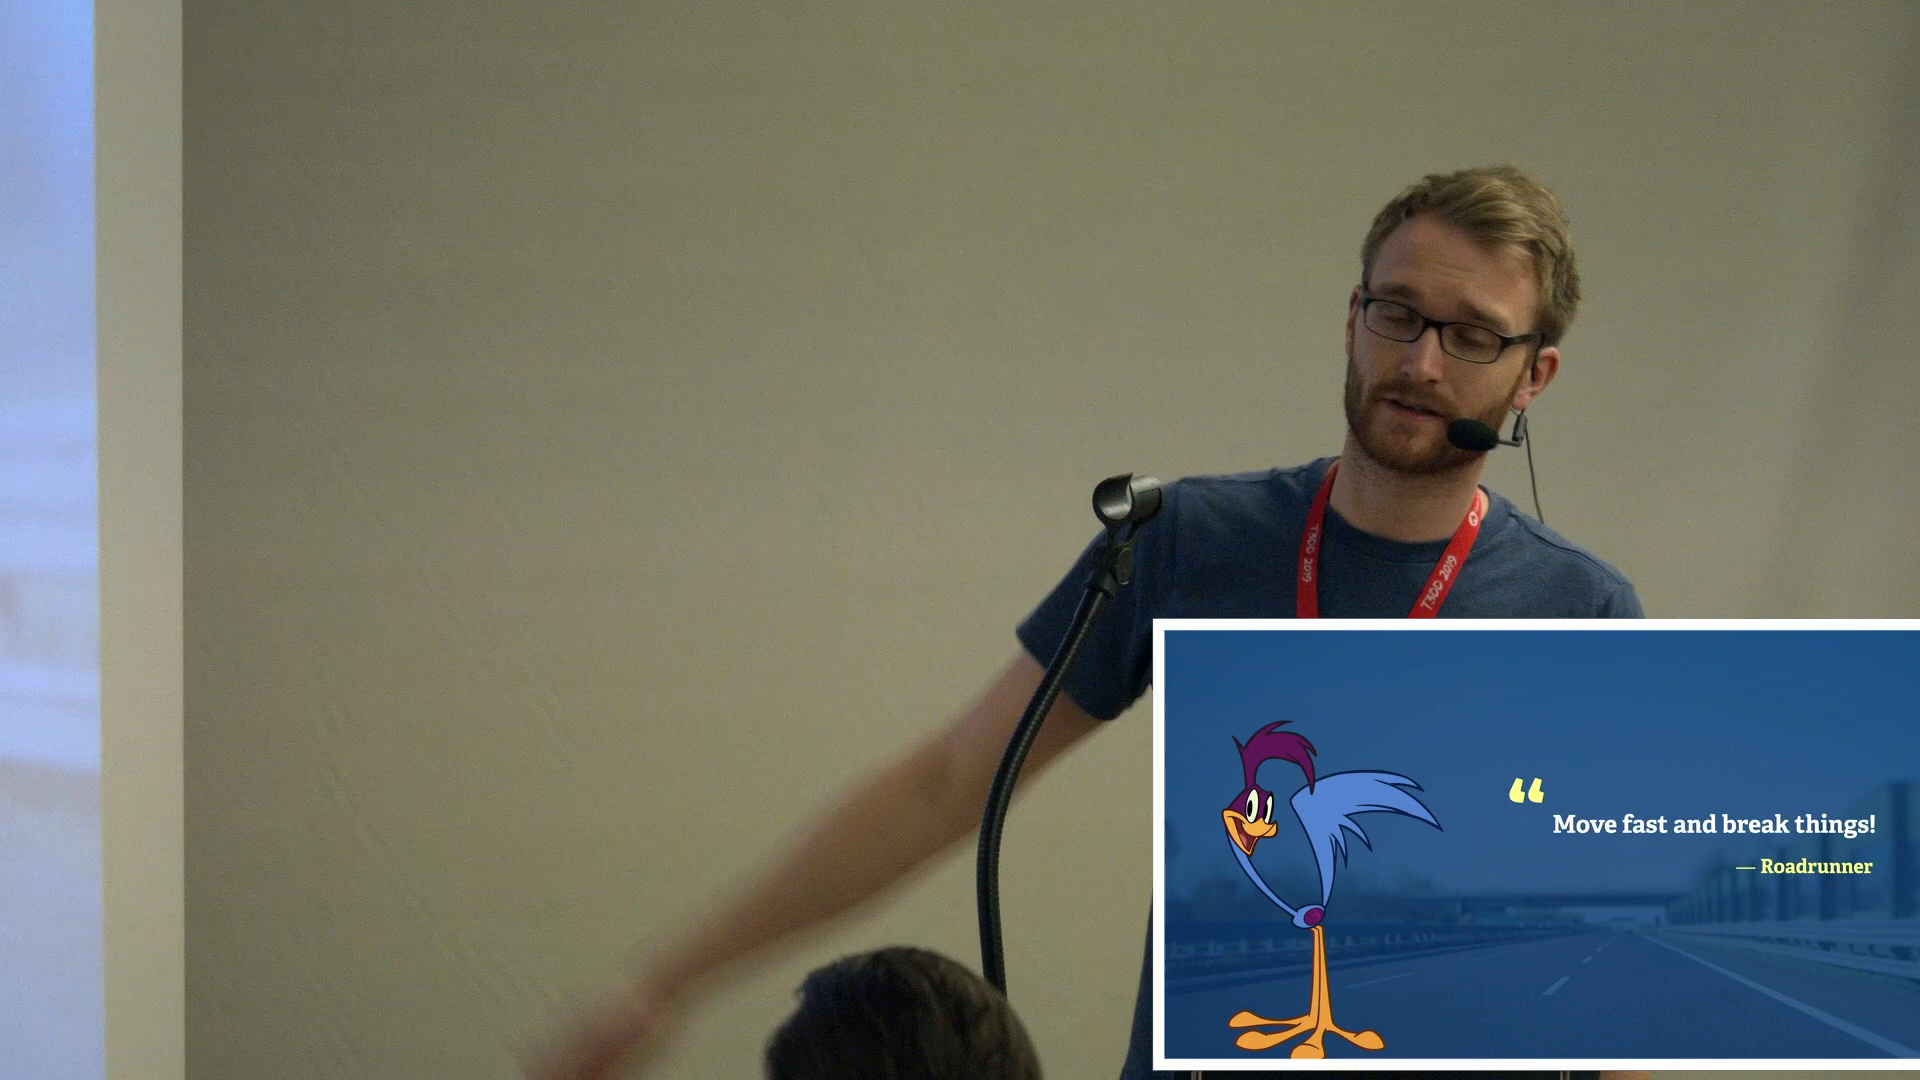 T3DD 2019
T3DD 2019
“
Move fast and break things!
— Roadrunner